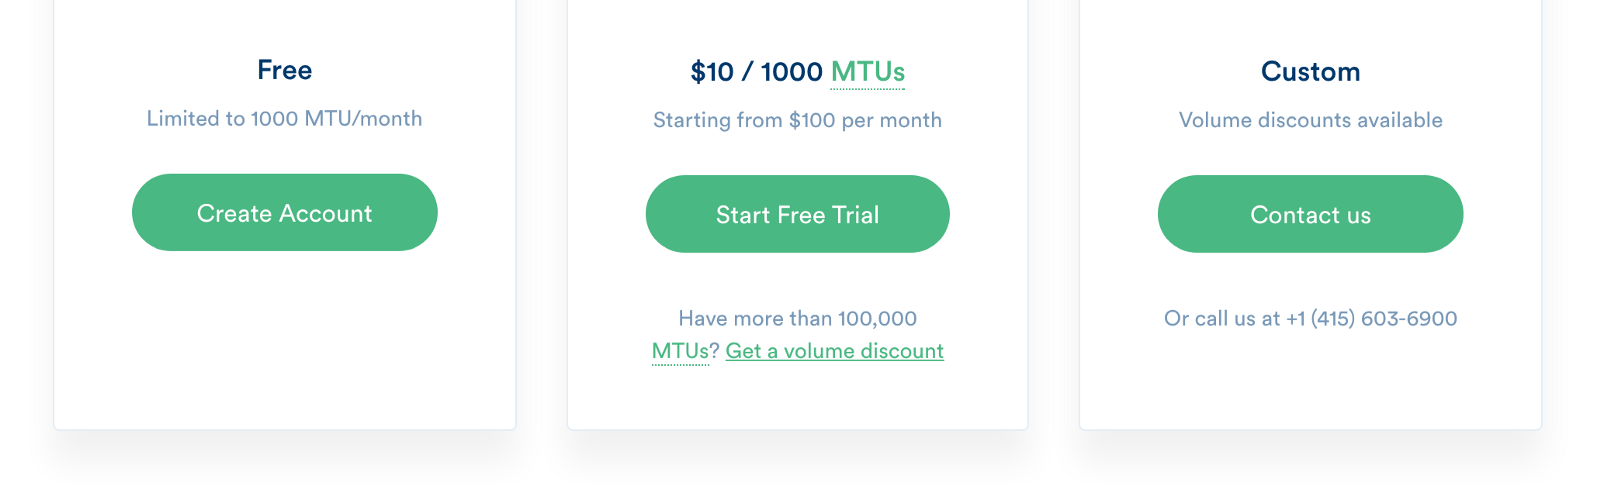 Free
Limited to 1000 MTU/month
Create Account
$10 / 1000 MTUs
Starting from $100 per month
Start Free Trial
Have more than 100,000
MTUs? Get a volume discount
Custom
Volume discounts available
Contact us
Or call us at +1 (415) 603-6900